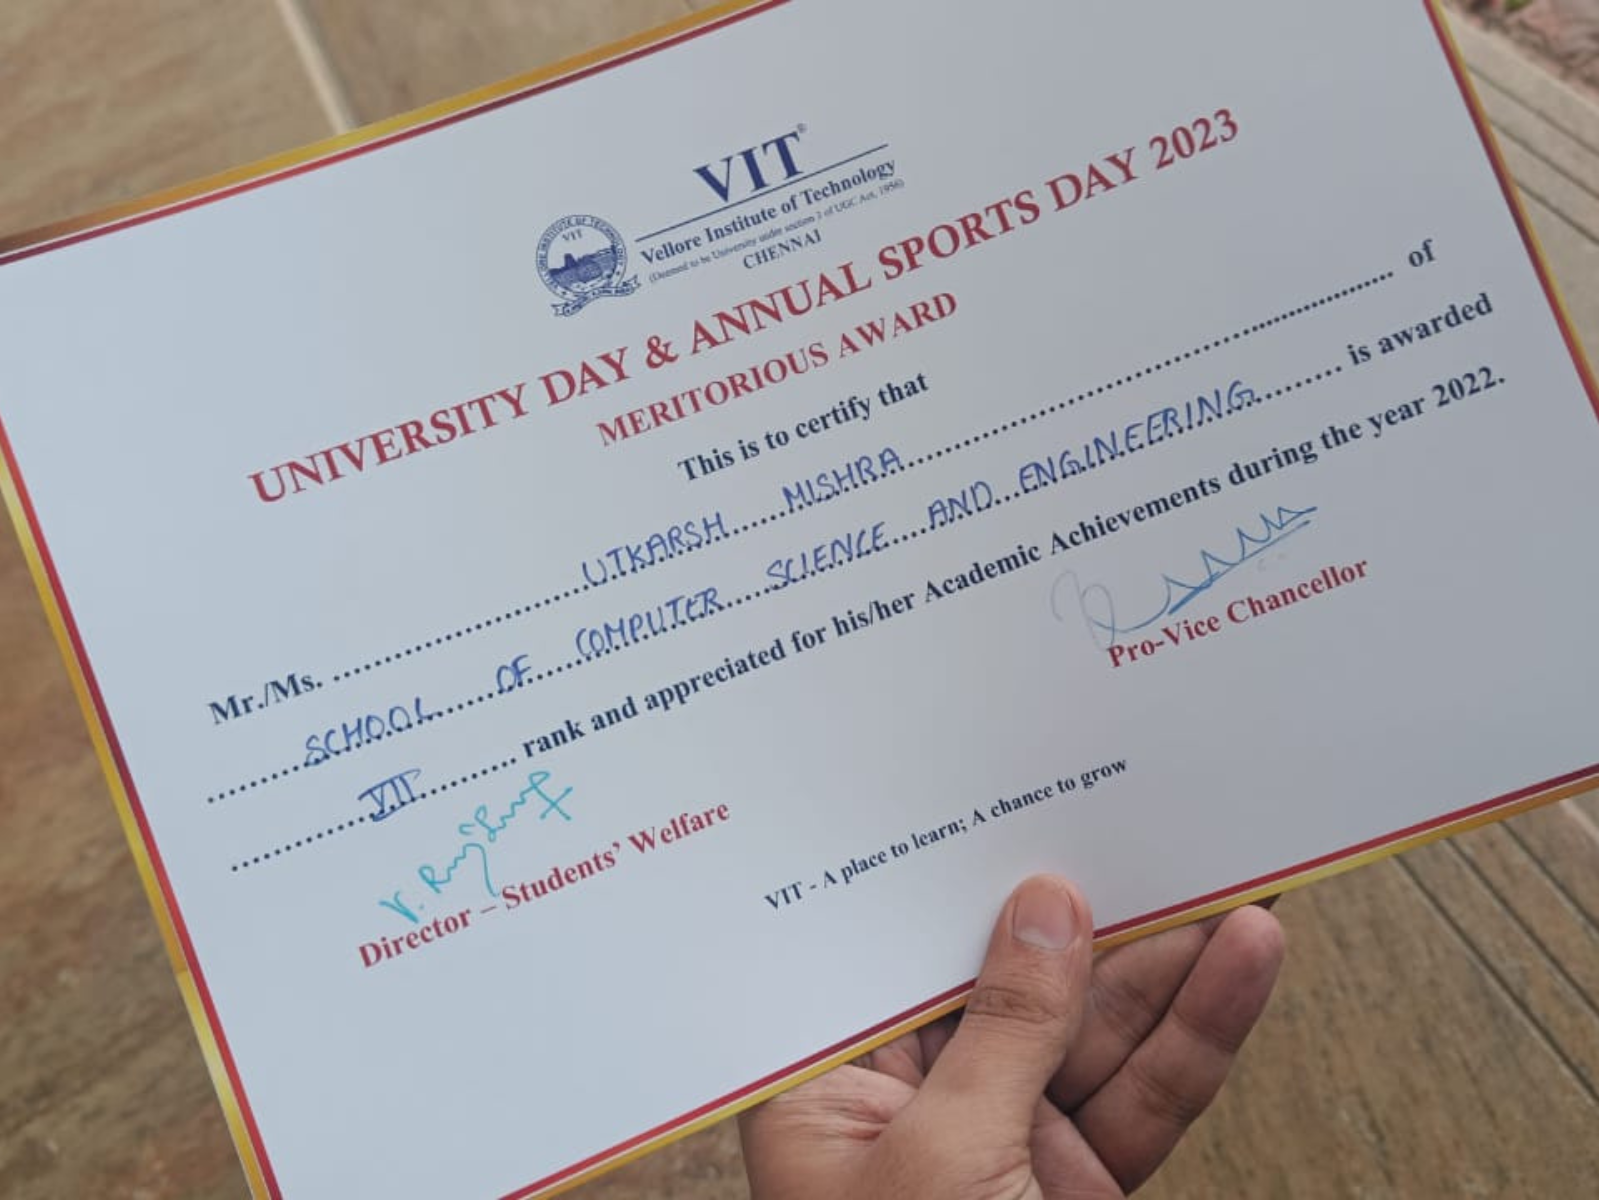 VIT®
Vellore Institute of Technology
(Deemed to be University under section 3 of UGC Act, 1956)
CHENNAI
VIT
UNIVERSITY DAY & ANNUAL SPORTS DAY 2023
MERITORIOUS AWARD
This is to certify that
Mr./Ms. UTKARSH MISHRA of
SCHOOL OF COMPUTER SCIENCE AND ENGINEERING is awarded
VII rank and appreciated for his/her Academic Achievements during the year 2022.
Director – Students’ Welfare
Pro-Vice Chancellor
VIT - A place to learn; A chance to grow